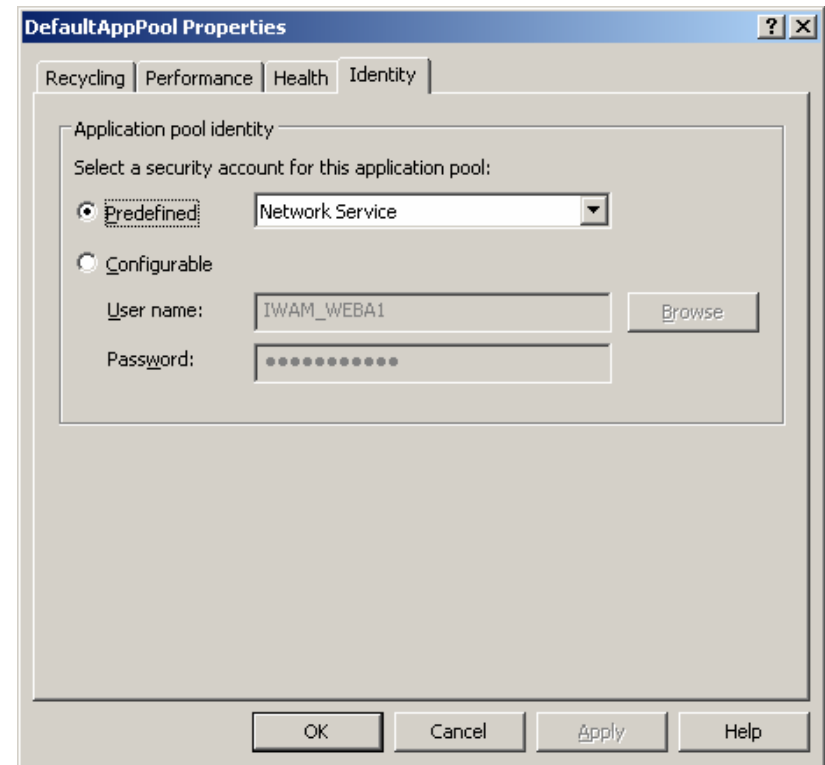 DefaultAppPool Properties
Recycling Performance Health Identity
Application pool identity
Select a security account for this application pool:
Predefined Network Service
Configurable
User name: IWAM_WEBA1 Browse
Password: ●●●●●●●●●●●
OK Cancel Apply Help